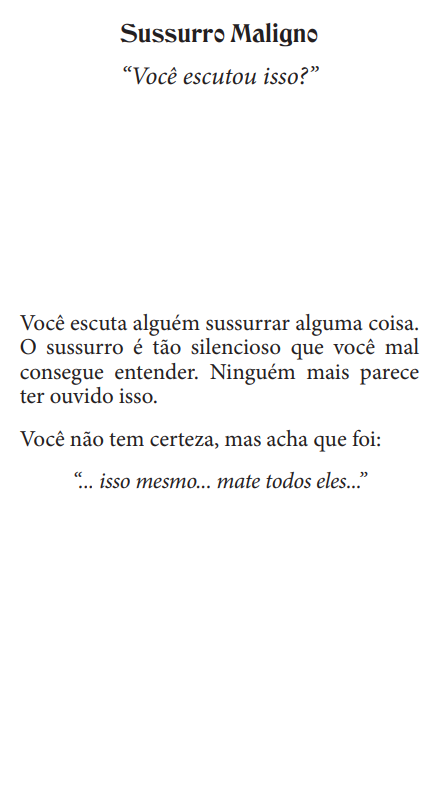 Sussurro Maligno
“Você escutou isso?”
Você escuta alguém sussurrar alguma coisa.
O sussurro é tão silencioso que você mal
consegue entender. Ninguém mais parece
ter ouvido isso.
Você não tem certeza, mas acha que foi:
“... isso mesmo... mate todos eles...”